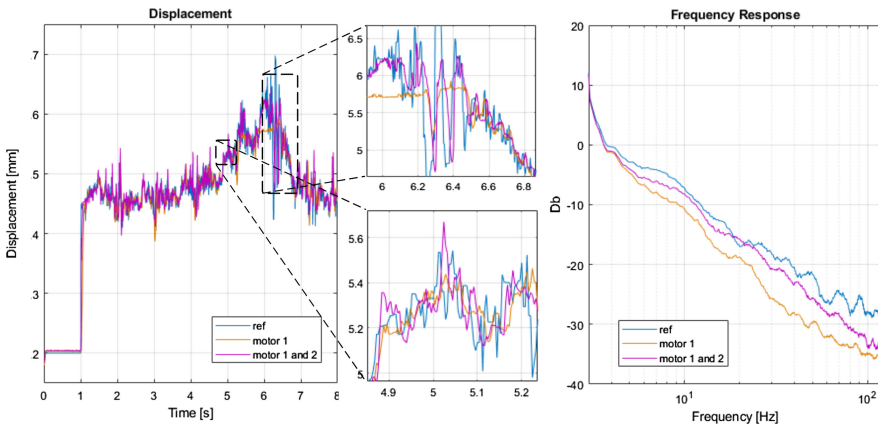 Displacement
Displacement [mm]
7
6
5
4
3
2
ref
motor 1
motor 1 and 2
0 1 2 3 4 5 6 7 8
Time [s]
6.5
6
5.5
5
6 6.2 6.4 6.6 6.8
5.6
5.4
5.2
5
4.9 5 5.1 5.2
Frequency Response
Db
20
10
0
-10
-20
-30
-40
ref
motor 1
motor 1 and 2
10^1 10^2
Frequency [Hz]